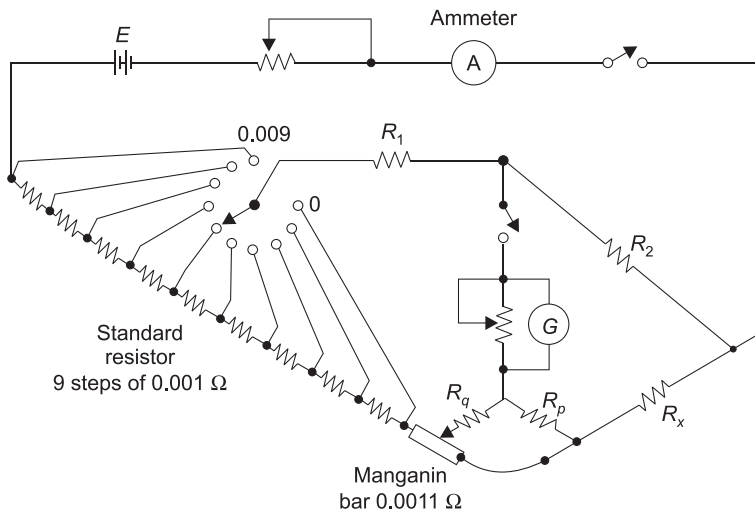 Ammeter
E
A
0.009
R1
0
R2
G
Standard
resistor
9 steps of 0.001 Ω
Rq
Rp
Rx
Manganin
bar 0.0011 Ω